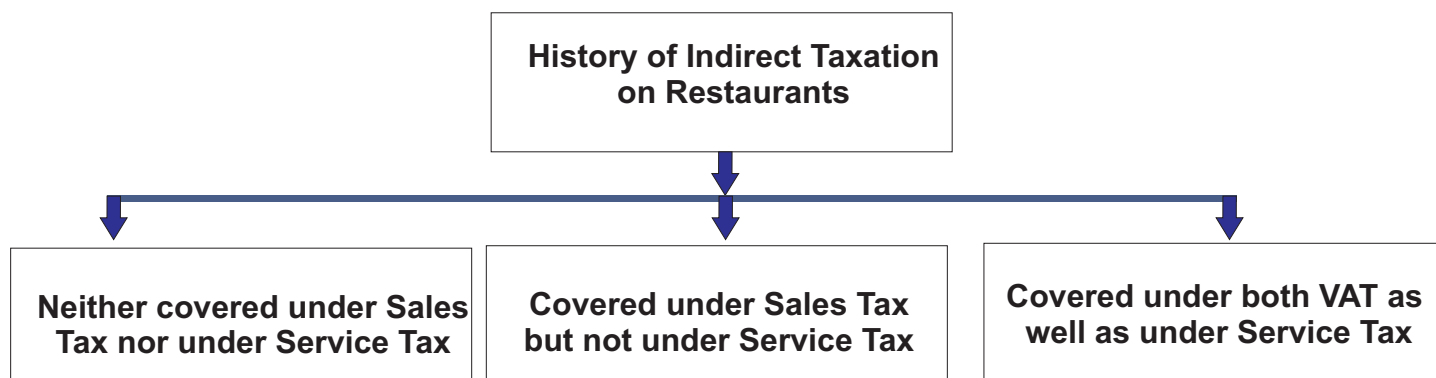 History of Indirect Taxation
on Restaurants
Neither covered under Sales
Tax nor under Service Tax
Covered under Sales Tax
but not under Service Tax
Covered under both VAT as
well as under Service Tax